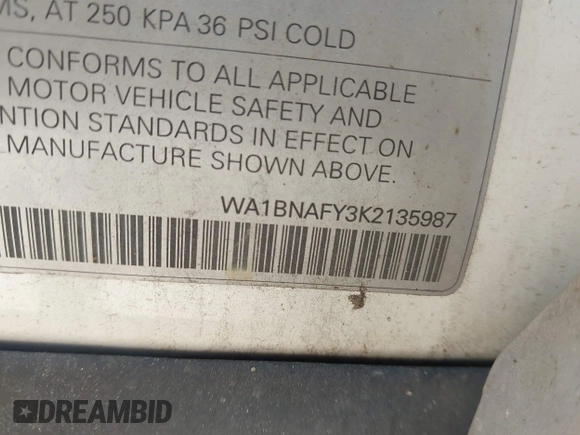 MS, AT 250 KPA 36 PSI COLD
CONFORMS TO ALL APPLICABLE
MOTOR VEHICLE SAFETY AND
NTION STANDARDS IN EFFECT ON
MANUFACTURE SHOWN ABOVE.
WA1BNAFY3K2135987
DREAMBID